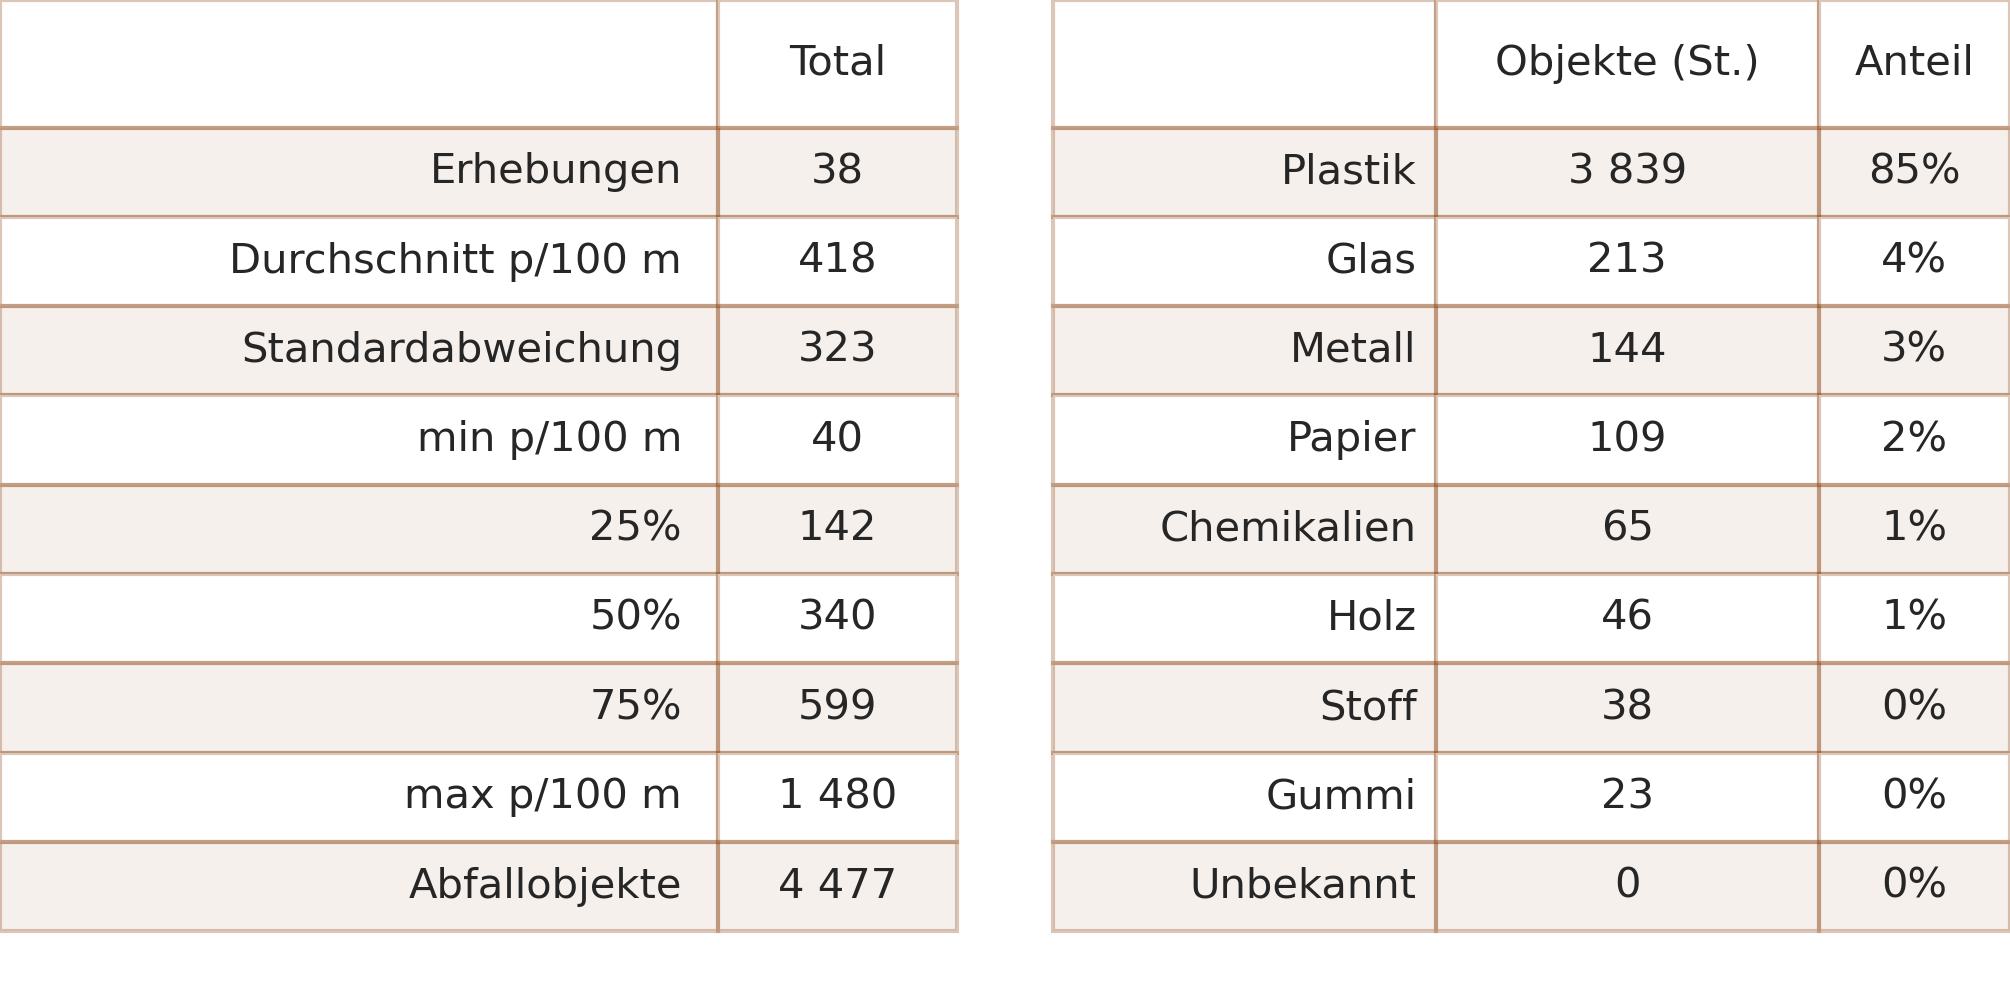 Total
Erhebungen 38
Durchschnitt p/100 m 418
Standardabweichung 323
min p/100 m 40
25% 142
50% 340
75% 599
max p/100 m 1 480
Abfallobjekte 4 477
Objekte (St.) Anteil
Plastik 3 839 85%
Glas 213 4%
Metall 144 3%
Papier 109 2%
Chemikalien 65 1%
Holz 46 1%
Stoff 38 0%
Gummi 23 0%
Unbekannt 0 0%